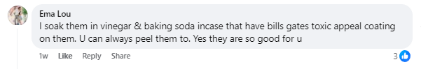 Ema Lou
I soak them in vinegar & baking soda incase that have bills gates toxic appeal coating
on them. U can always peel them to. Yes they are so good for u
1w Like Reply Share 3